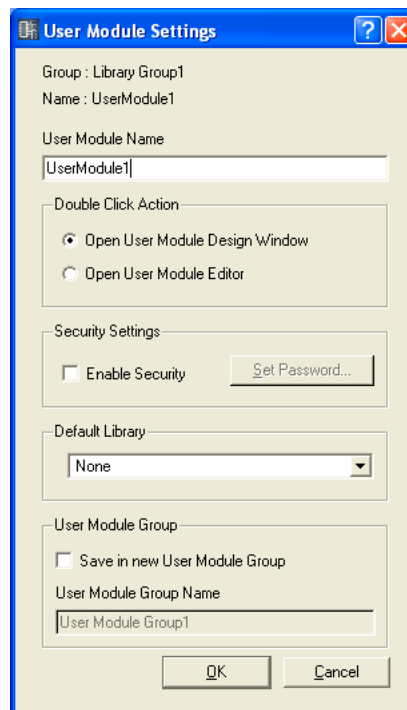 User Module Settings
Group : Library Group1
Name : UserModule1
User Module Name
UserModule1
Double Click Action
Open User Module Design Window
Open User Module Editor
Security Settings
Enable Security
Set Password...
Default Library
None
User Module Group
Save in new User Module Group
User Module Group Name
User Module Group1
OK Cancel